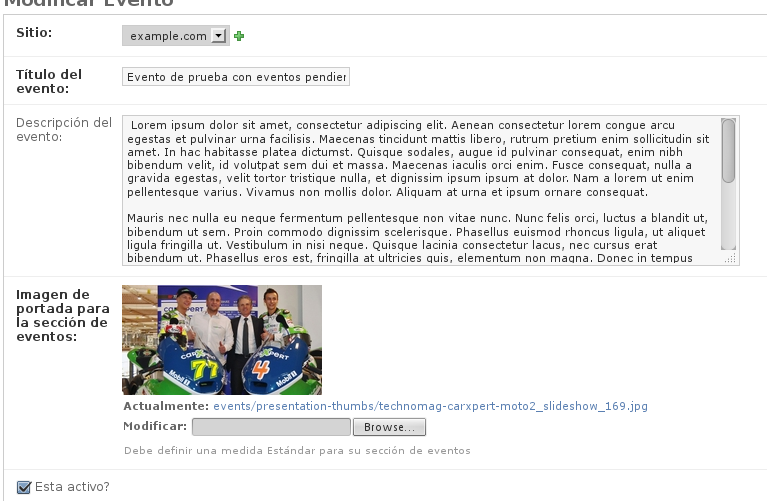 Modificar Evento
Sitio:
example.com
Título del
evento:
Evento de prueba con eventos pendier
Descripción del
evento:
Lorem ipsum dolor sit amet, consectetur adipiscing elit. Aenean consectetur lorem congue arcu
egestas et pulvinar urna facilisis. Maecenas tincidunt mattis libero, rutrum pretium enim sollicitudin sit
amet. In hac habitasse platea dictumst. Quisque sodales, augue id pulvinar consequat, enim nibh
bibendum velit, id volutpat sem dui et massa. Maecenas iaculis orci enim. Fusce consequat, nulla a
gravida egestas, velit tortor tristique nulla, et dignissim ipsum ipsum at dolor. Nam a lorem ut enim
pellentesque varius. Vivamus non mollis dolor. Aliquam at urna et ipsum ornare consequat.
Mauris nec nulla eu neque fermentum pellentesque non vitae nunc. Nunc felis orci, luctus a blandit ut,
bibendum ut sem. Proin commodo dignissim scelerisque. Phasellus euismod rhoncus ligula, ut aliquet
ligula fringilla ut. Vestibulum in nisi neque. Quisque lacinia consectetur lacus, nec cursus erat
bibendum ut. Phasellus eros est, fringilla at ultricies quis, elementum non magna. Donec in tempus
Imagen de
portada para
la sección de
eventos:
CARXPERT
77
4
Mobil 1
Mobil 1
Actualmente: events/presentation-thumbs/technomag-carxpert-moto2_slideshow_169.jpg
Modificar: Browse...
Debe definir una medida Estándar para su sección de eventos
Esta activo?